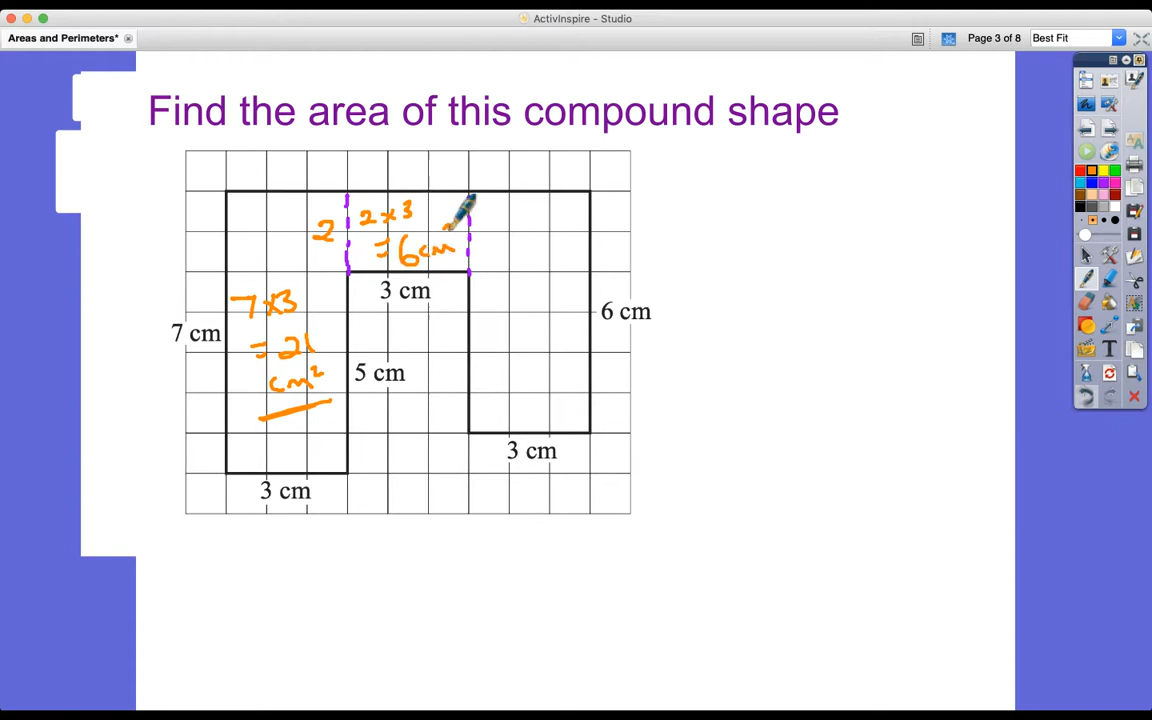 ActivInspire - Studio
Areas and Perimeters*
Page 3 of 8
Best Fit
Find the area of this compound shape
2
2 x 3
= 6cm²
3 cm
7 x 3
= 21
cm²
7 cm
6 cm
5 cm
3 cm
3 cm
T